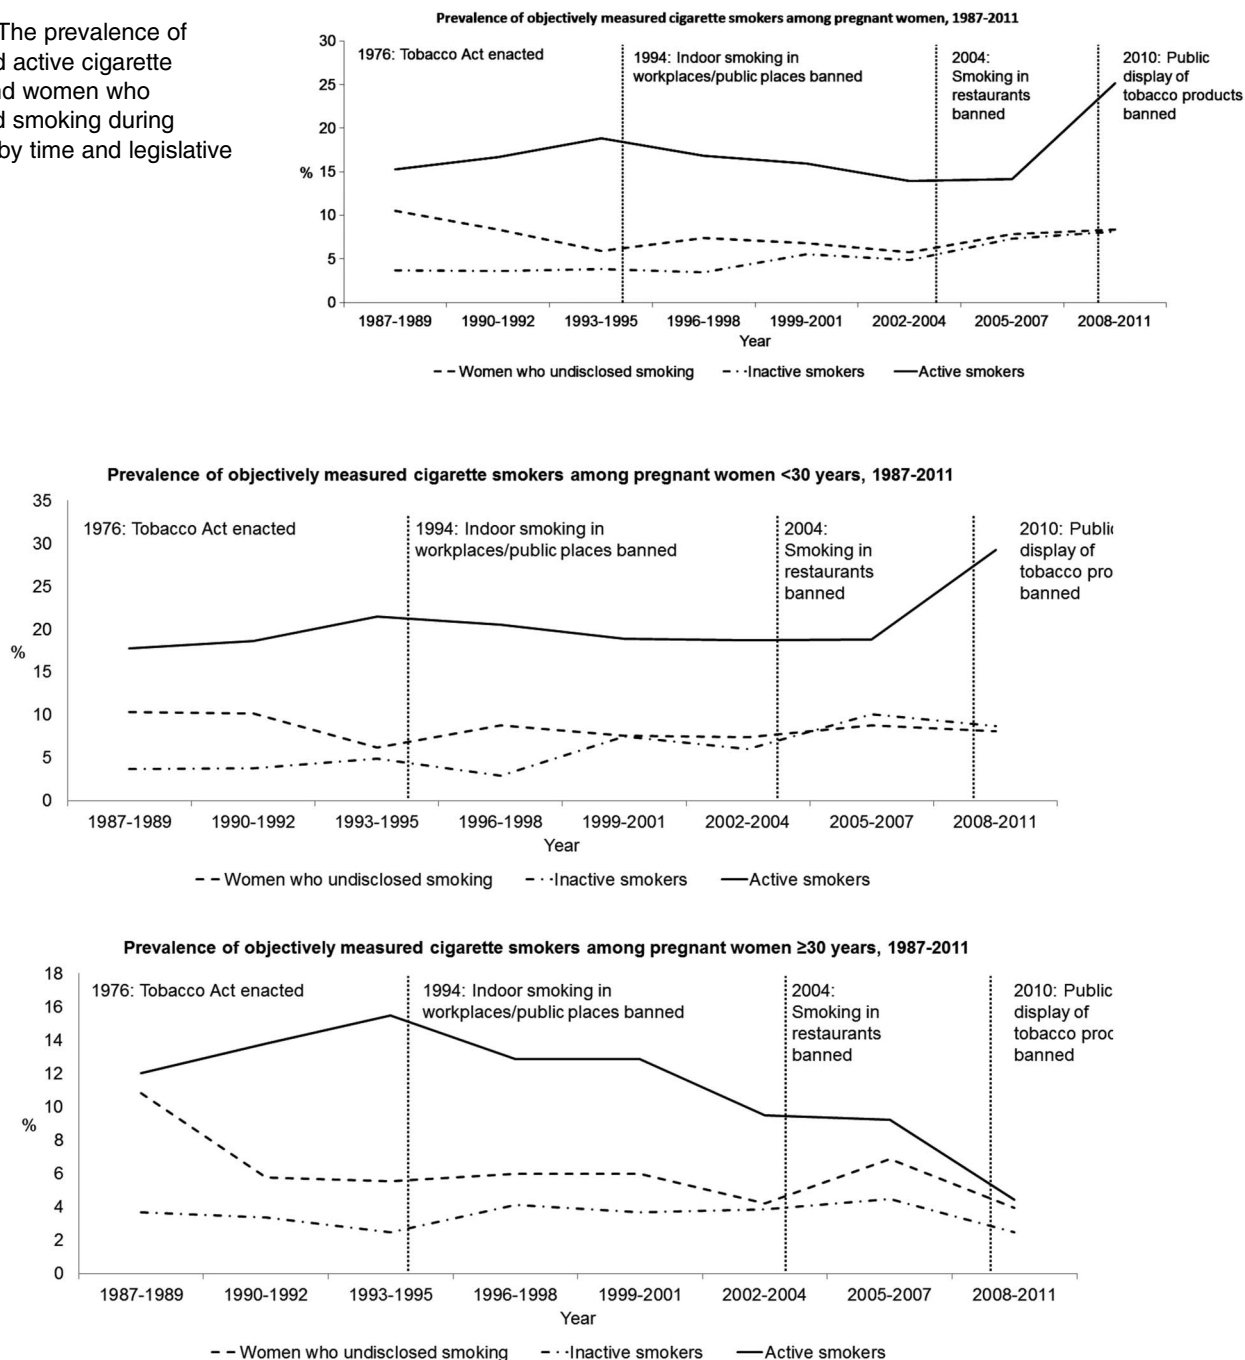 The prevalence of
active cigarette
women who
smoking during
by time and legislative
Prevalence of objectively measured cigarette smokers among pregnant women, 1987-2011
30
25
20
% 15
10
5
0
1976: Tobacco Act enacted
1994: Indoor smoking in
workplaces/public places banned
2004:
Smoking in
restaurants
banned
2010: Public
display of
tobacco products
banned
1987-1989 1990-1992 1993-1995 1996-1998 1999-2001 2002-2004 2005-2007 2008-2011
Year
Women who undisclosed smoking Inactive smokers Active smokers
Prevalence of objectively measured cigarette smokers among pregnant women <30 years, 1987-2011
35
30
25
20
%
15
10
5
0
1976: Tobacco Act enacted
1994: Indoor smoking in
workplaces/public places banned
2004:
Smoking in
restaurants
banned
2010: Public
display of
tobacco
banned
1987-1989 1990-1992 1993-1995 1996-1998 1999-2001 2002-2004 2005-2007 2008-2011
Year
Women who undisclosed smoking Inactive smokers Active smokers
Prevalence of objectively measured cigarette smokers among pregnant women ≥30 years, 1987-2011
18
16
14
12
10
%
8
6
4
2
0
1976: Tobacco Act enacted
1994: Indoor smoking in
workplaces/public places banned
2004:
Smoking in
restaurants
banned
2010: Public
display of
tobacco
banned
1987-1989 1990-1992 1993-1995 1996-1998 1999-2001 2002-2004 2005-2007 2008-2011
Year
Women who undisclosed smoking Inactive smokers Active smokers